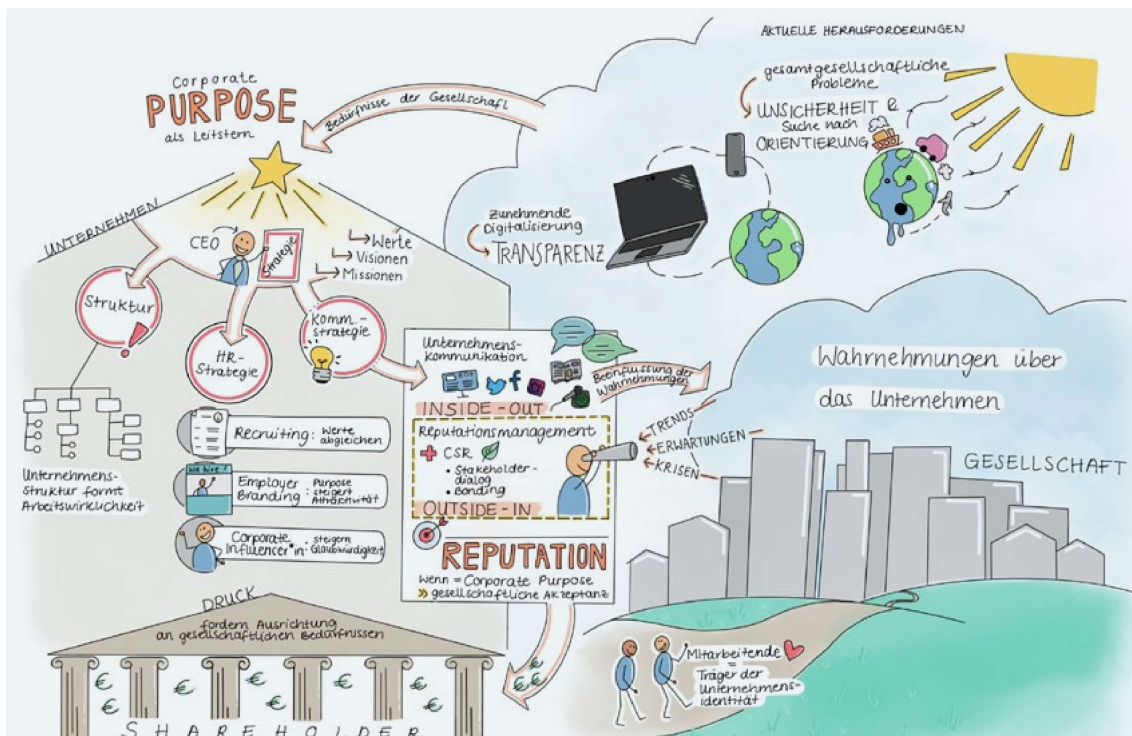 AKTUELLE HERAUSFORDERUNGEN
gesamtgesellschaftliche
Probleme
UNSICHERHEIT &
Suche nach
ORIENTIERUNG
Corporate
PURPOSE
als Leitstern
Bedürfnisse der Gesellschaft
zunehmende
Digitalisierung
TRANSPARENZ
UNTERNEHMEN
CEO
Strategie
Werte
Visionen
Missionen
Struktur
HR-
Strategie
Komm.-
strategie
Unternehmens-
struktur formt
Arbeitswirklichkeit
Recruiting: Werte
abgleichen
We hire!
Employer
Branding : Purpose
steigert
Attraktivität
Corporate
Influencer*in: steigern
Glaubwürdigkeit
Unternehmens-
kommunikation
Beeinflussung der
Wahrnehmungen
INSIDE-OUT
Reputationsmanagement
CSR
• Stakeholder-
dialog
• Bonding
OUTSIDE-IN
REPUTATION
Wenn = Corporate Purpose
» gesellschaftliche Akzeptanz
TRENDS
ERWARTUNGEN
KRISEN
Wahrnehmungen über
das Unternehmen
GESELLSCHAFT
DRUCK
fordern Ausrichtung
an gesellschaftlichen Bedürfnissen
€ € € € € € € € €
SHAREHOLDER
Mitarbeitende
=
Träger der
Unternehmens-
identität